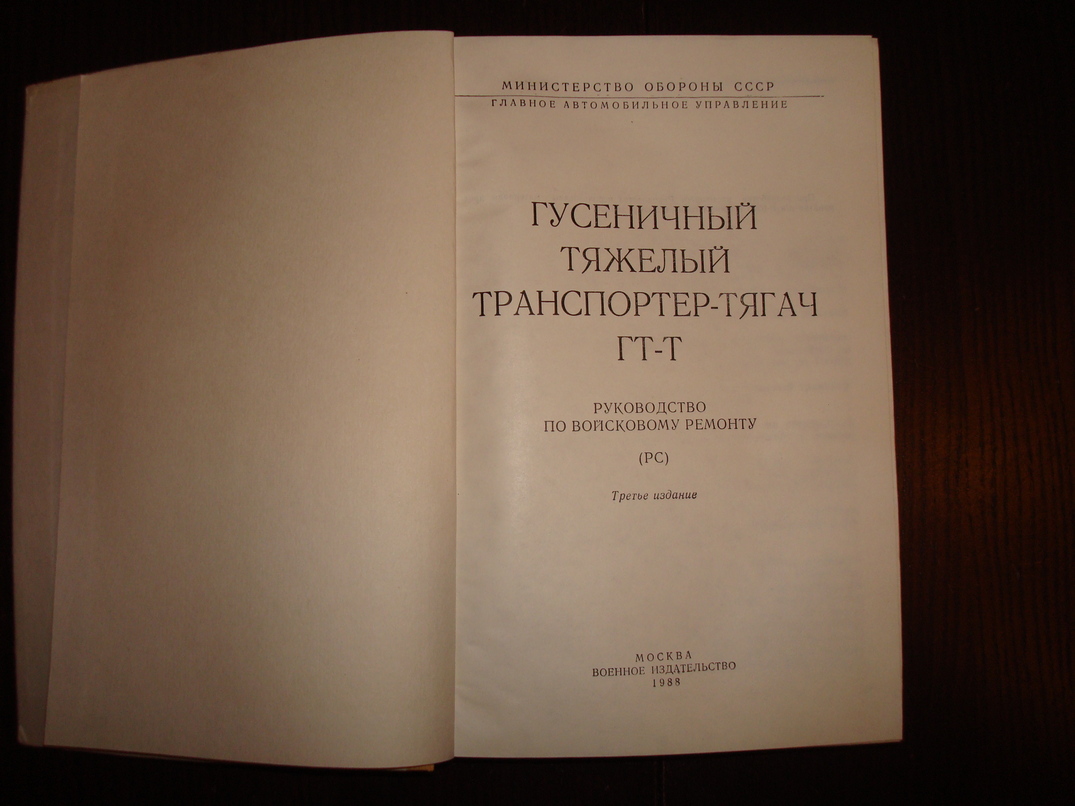 МИНИСТЕРСТВО ОБОРОНЫ СССР
ГЛАВНОЕ АВТОМОБИЛЬНОЕ УПРАВЛЕНИЕ
ГУСЕНИЧНЫЙ
ТЯЖЕЛЫЙ
ТРАНСПОРТЕР-ТЯГАЧ
ГТ-Т
РУКОВОДСТВО
ПО ВОЙСКОВОМУ РЕМОНТУ
(РС)
Третье издание
МОСКВА
ВОЕННОЕ ИЗДАТЕЛЬСТВО
1988